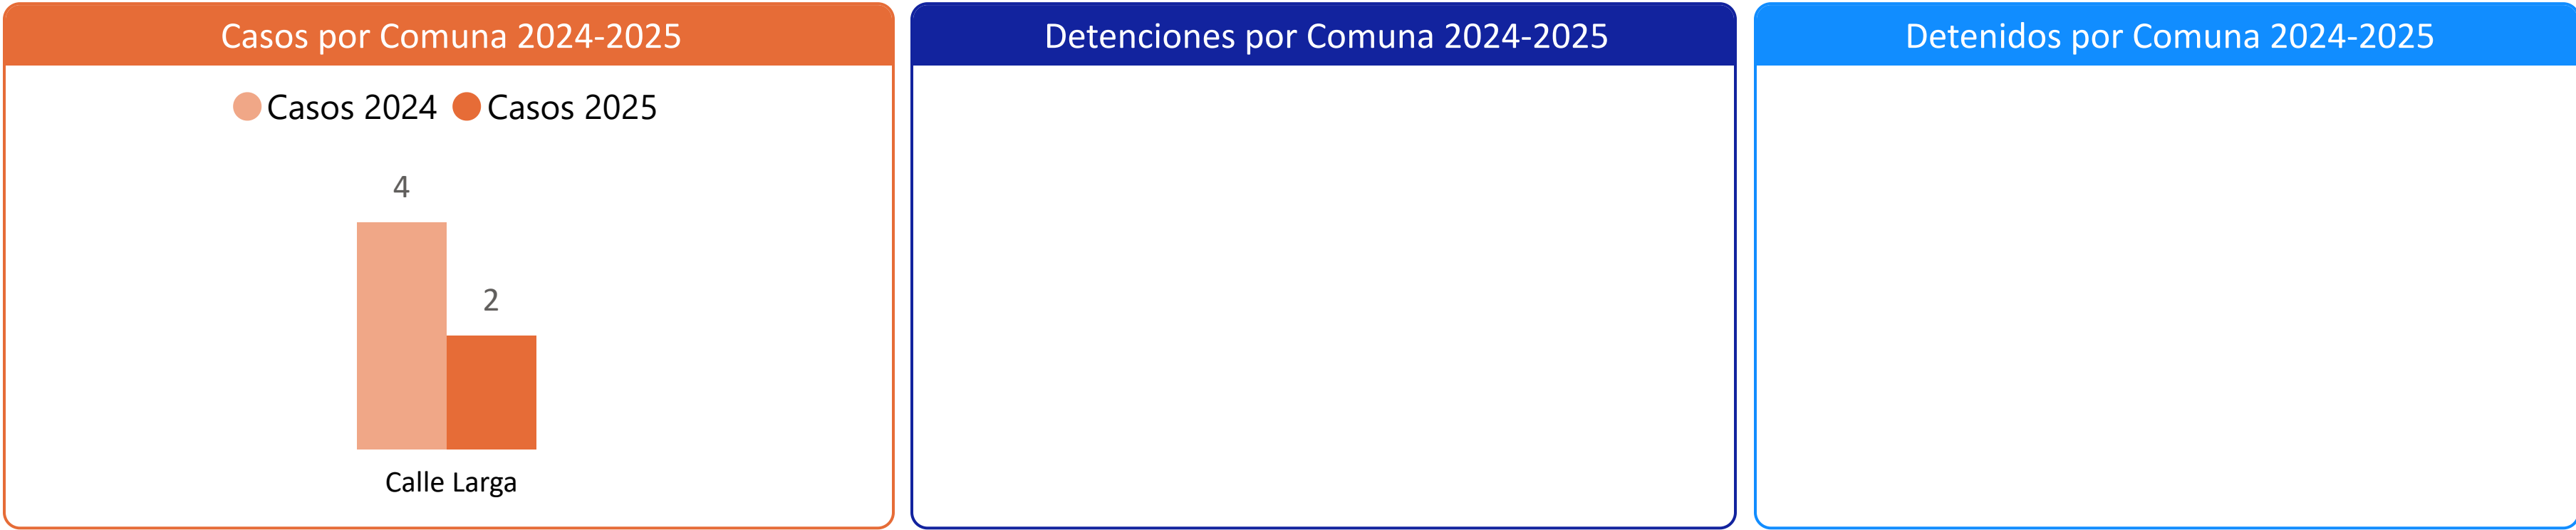 Casos por Comuna 2024-2025
Casos 2024 Casos 2025
4
2
Calle Larga
Detenciones por Comuna 2024-2025
Detenidos por Comuna 2024-2025